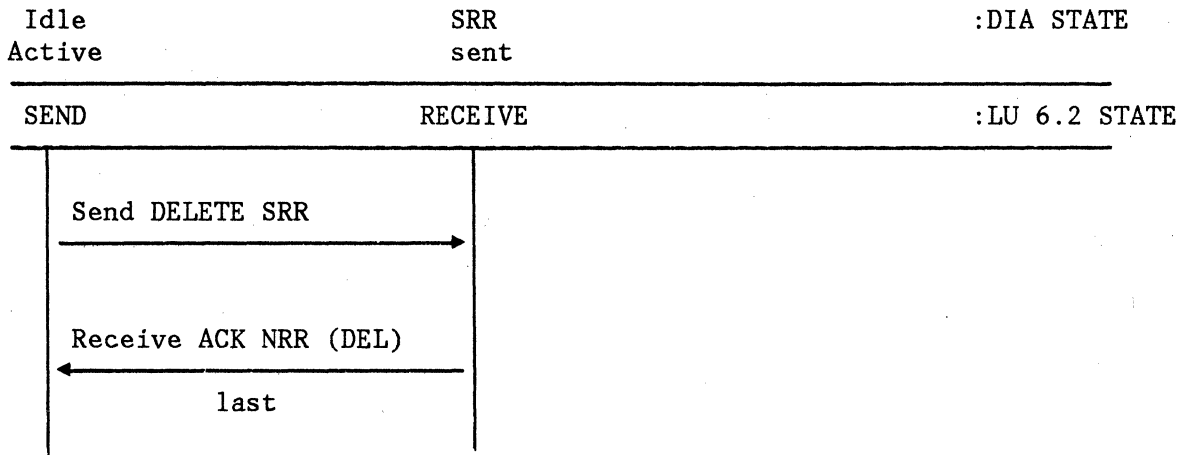 Idle SRR :DIA STATE
Active sent
SEND RECEIVE :LU 6.2 STATE
Send DELETE SRR
Receive ACK NRR (DEL)
last